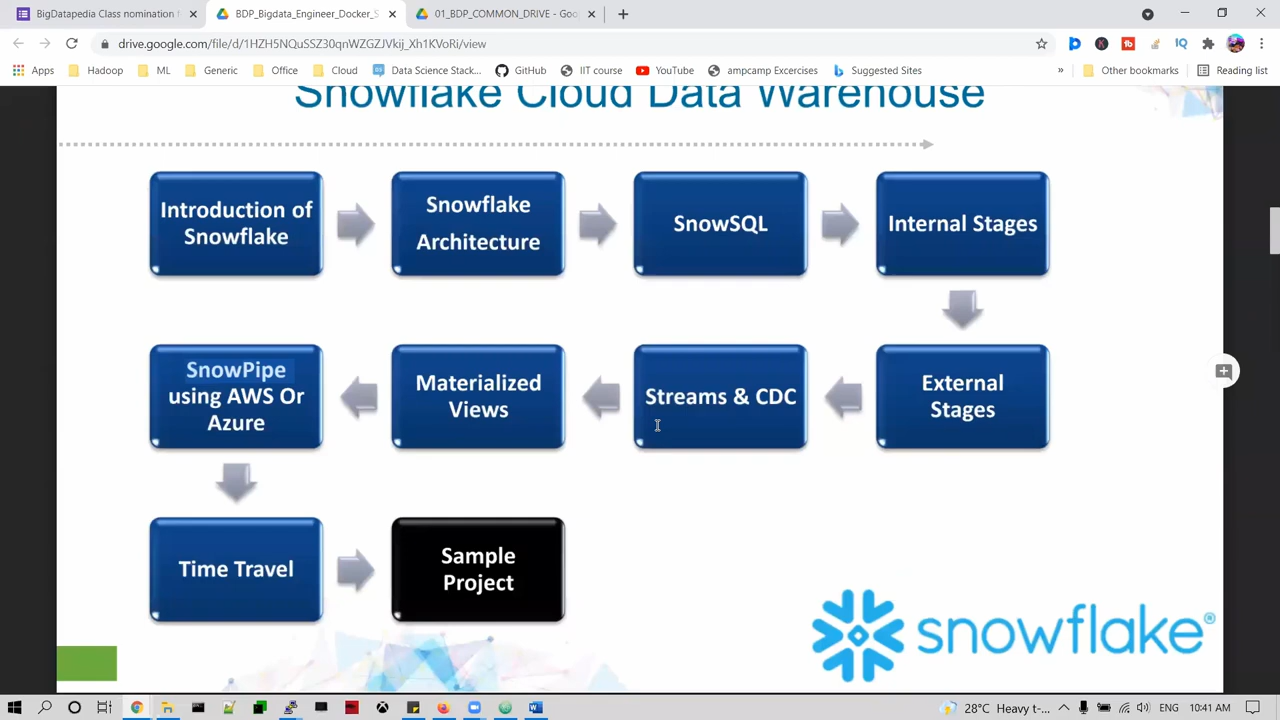 BigDatapedia Class nomination f
BDP_Bigdata_Engineer_Docker_S
01_BDP_COMMON_DRIVE - Goo
drive.google.com/file/d/1HZH5NQuSSZ30qnWZGZJVkij_Xh1KVoRi/view
Apps
Hadoop
ML
Generic
Office
Cloud
Data Science Stack...
GitHub
IIT course
YouTube
ampcamp Excercises
Suggested Sites
»
Other bookmarks
Reading list
Snowflake Cloud Data Warehouse
Introduction of
Snowflake
Snowflake
Architecture
SnowSQL
Internal Stages
SnowPipe
using AWS Or
Azure
Materialized
Views
Streams & CDC
External
Stages
Time Travel
Sample
Project
snowflake®
28°C Heavy t...
ENG
10:41 AM